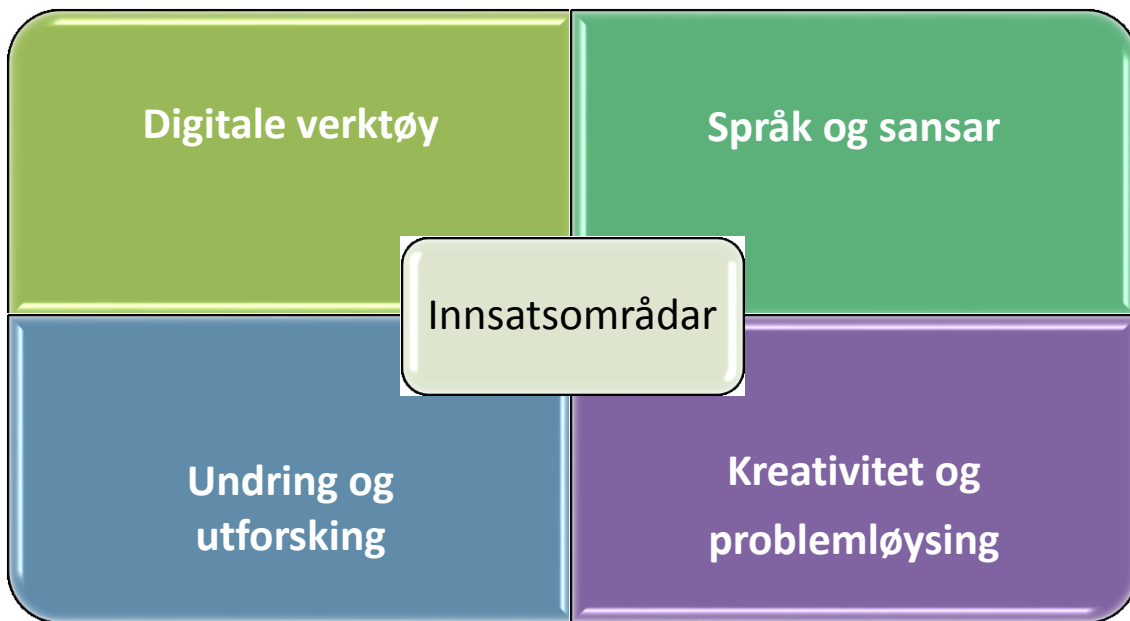 Digitale verktøy
Språk og sansar
Innsatsområdar
Undring og
utforsking
Kreativitet og
problemløysing